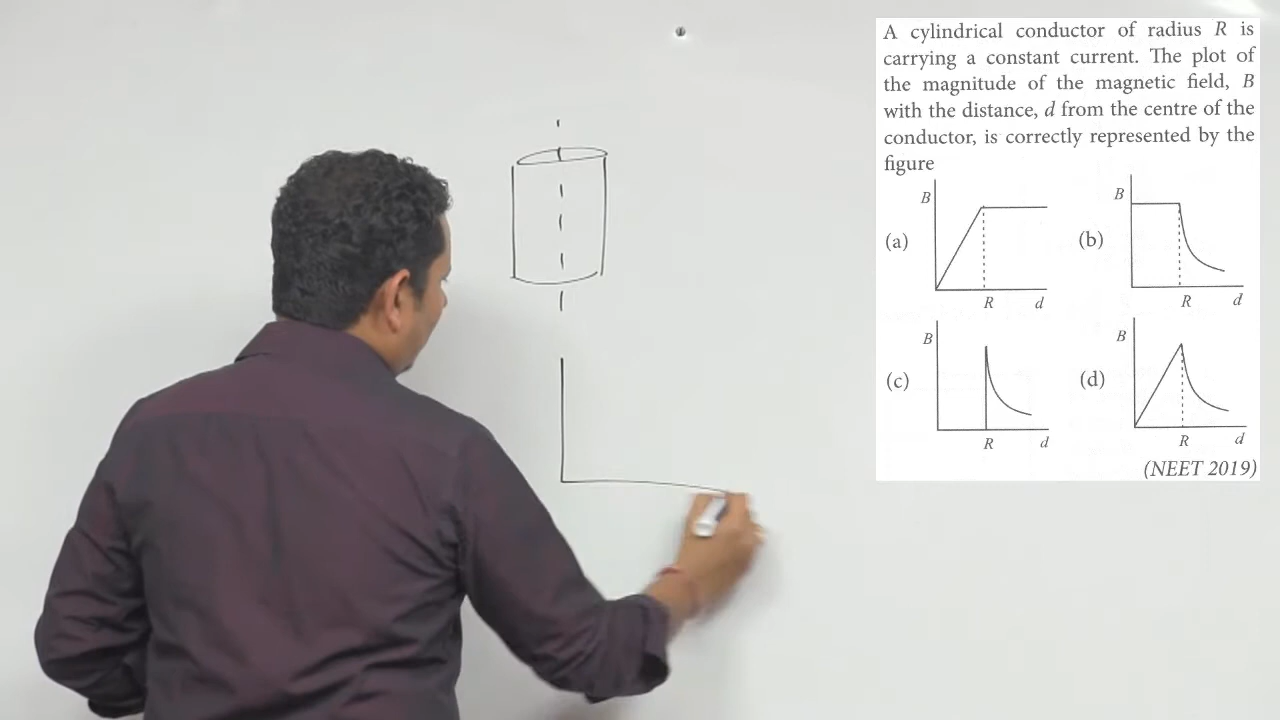 A cylindrical conductor of radius R is
carrying a constant current. The plot of
the magnitude of the magnetic field, B
with the distance, d from the centre of the
conductor, is correctly represented by the
figure
(a) B R d
(b) B R d
(c) B R d
(d) B R d
(NEET 2019)